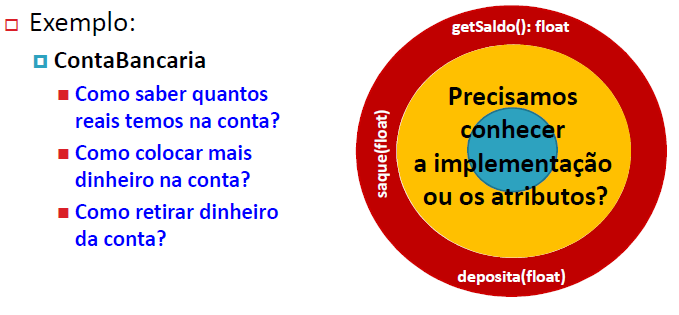 Exemplo:
ContaBancaria
Como saber quantos
reais temos na conta?
Como colocar mais
dinheiro na conta?
Como retirar dinheiro
da conta?
getSaldo(): float
saque(float)
Precisamos
conhecer
a implementação
ou os atributos?
deposita(float)